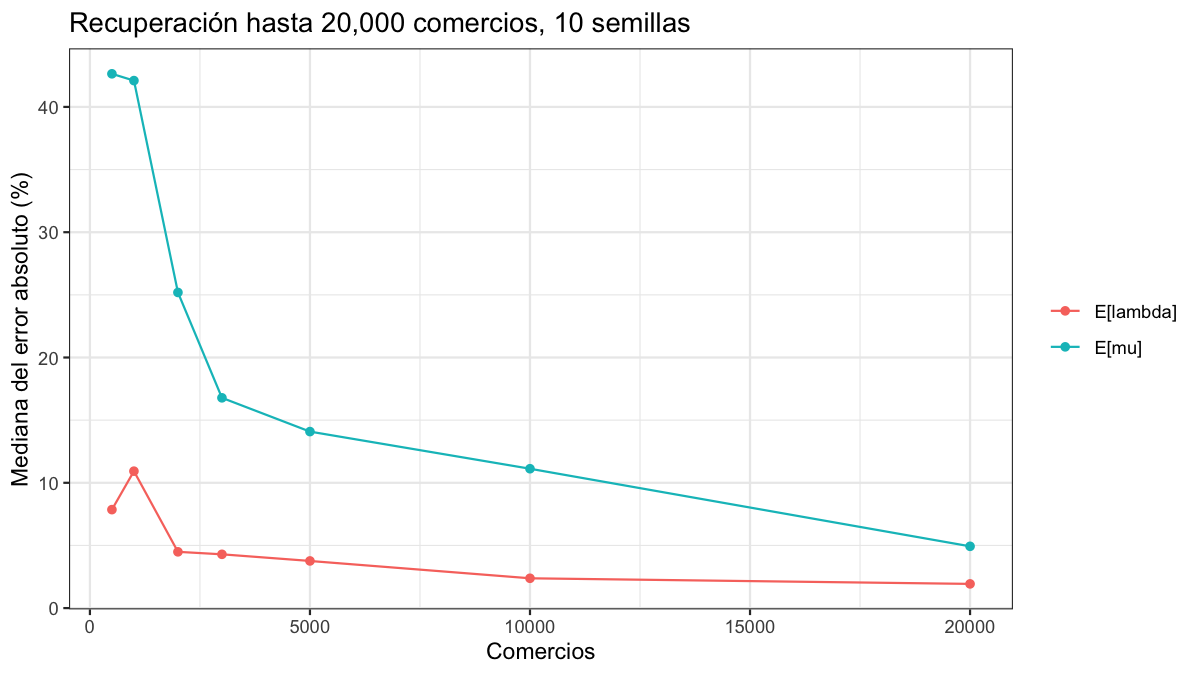 Recuperación hasta 20,000 comercios, 10 semillas
Mediana del error absoluto (%)
40
30
20
10
0
0 5000 10000 15000 20000
Comercios
E[lambda]
E[mu]